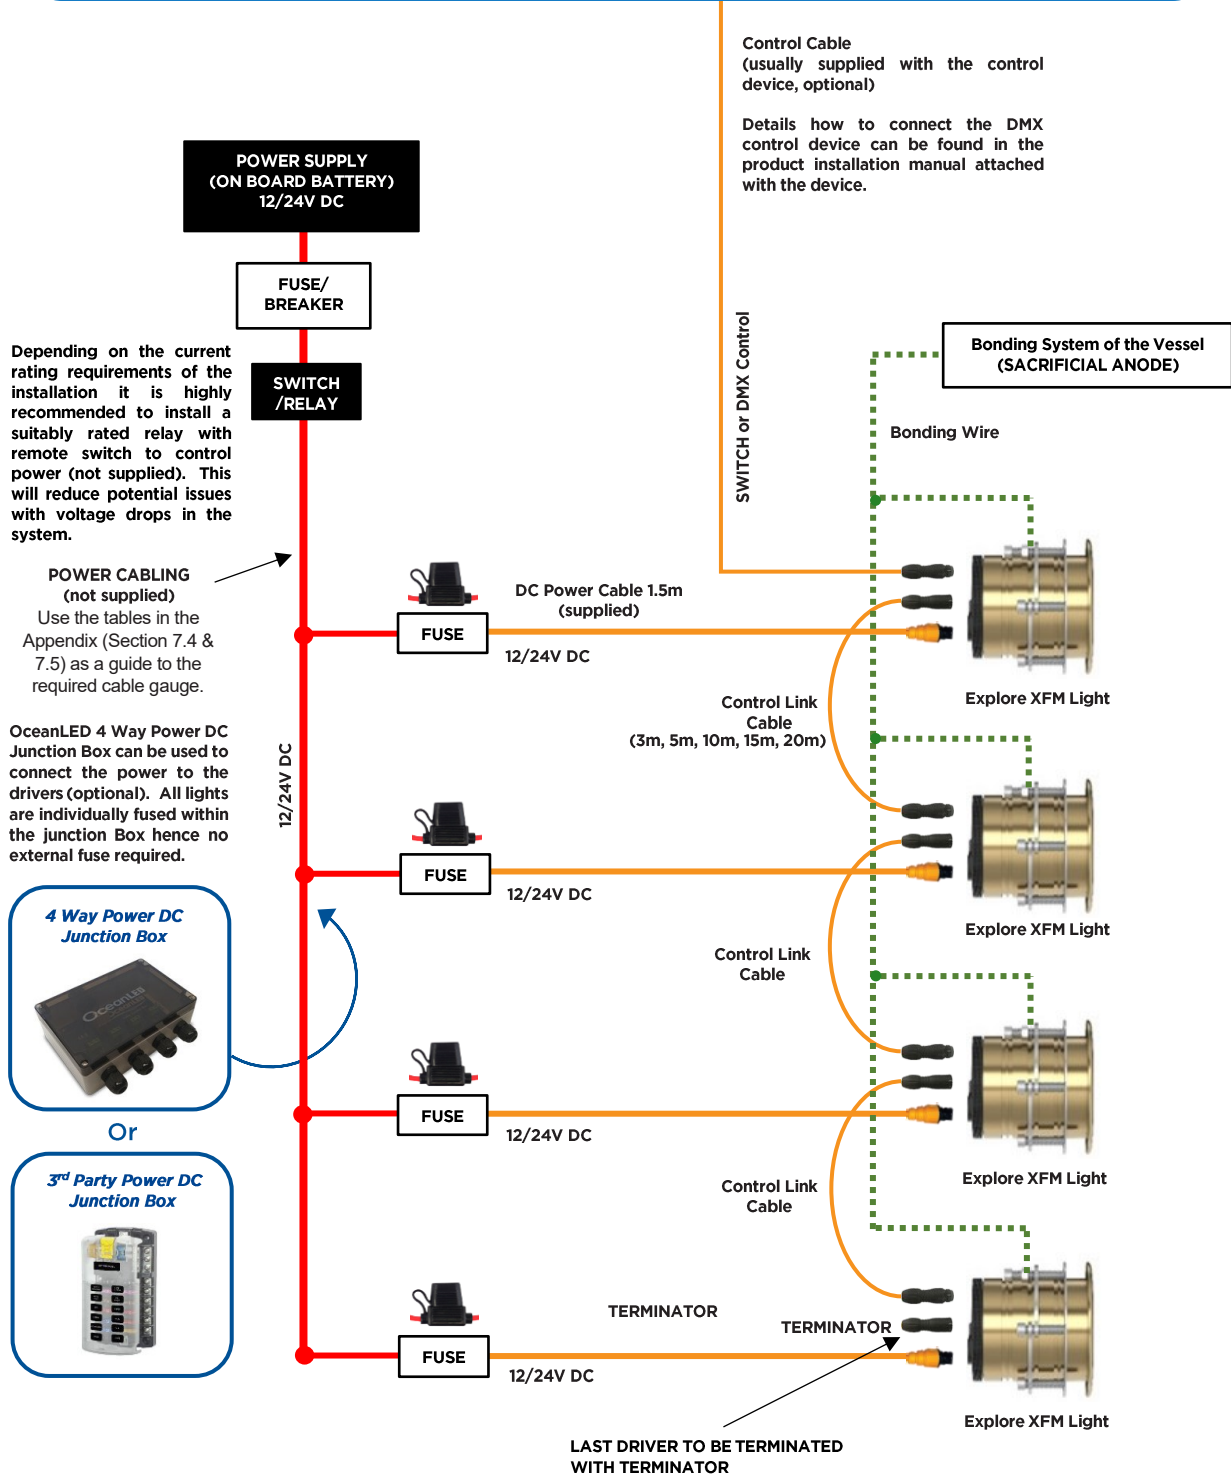 Control Cable
(usually supplied with the control
device, optional)
Details how to connect the DMX
control device can be found in the
product installation manual attached
with the device.
POWER SUPPLY
(ON BOARD BATTERY)
12/24V DC
FUSE/
BREAKER
SWITCH
/RELAY
Depending on the current
rating requirements of the
installation it is highly
recommended to install a
suitably rated relay with
remote switch to control
power (not supplied). This
will reduce potential issues
with voltage drops in the
system.
POWER CABLING
(not supplied)
Use the tables in the
Appendix (Section 7.4 &
7.5) as a guide to the
required cable gauge.
OceanLED 4 Way Power DC
Junction Box can be used to
connect the power to the
drivers (optional). All lights
are individually fused within
the junction Box hence no
external fuse required.
4 Way Power DC
Junction Box
OceanLED
Or
3rd Party Power DC
Junction Box
12/24V DC
SWITCH or DMX Control
Bonding System of the Vessel
(SACRIFICIAL ANODE)
Bonding Wire
FUSE
DC Power Cable 1.5m
(supplied)
12/24V DC
Explore XFM Light
Control Link
Cable
(3m, 5m, 10m, 15m, 20m)
FUSE
12/24V DC
Explore XFM Light
Control Link
Cable
FUSE
12/24V DC
Explore XFM Light
Control Link
Cable
TERMINATOR
TERMINATOR
FUSE
12/24V DC
Explore XFM Light
LAST DRIVER TO BE TERMINATED
WITH TERMINATOR